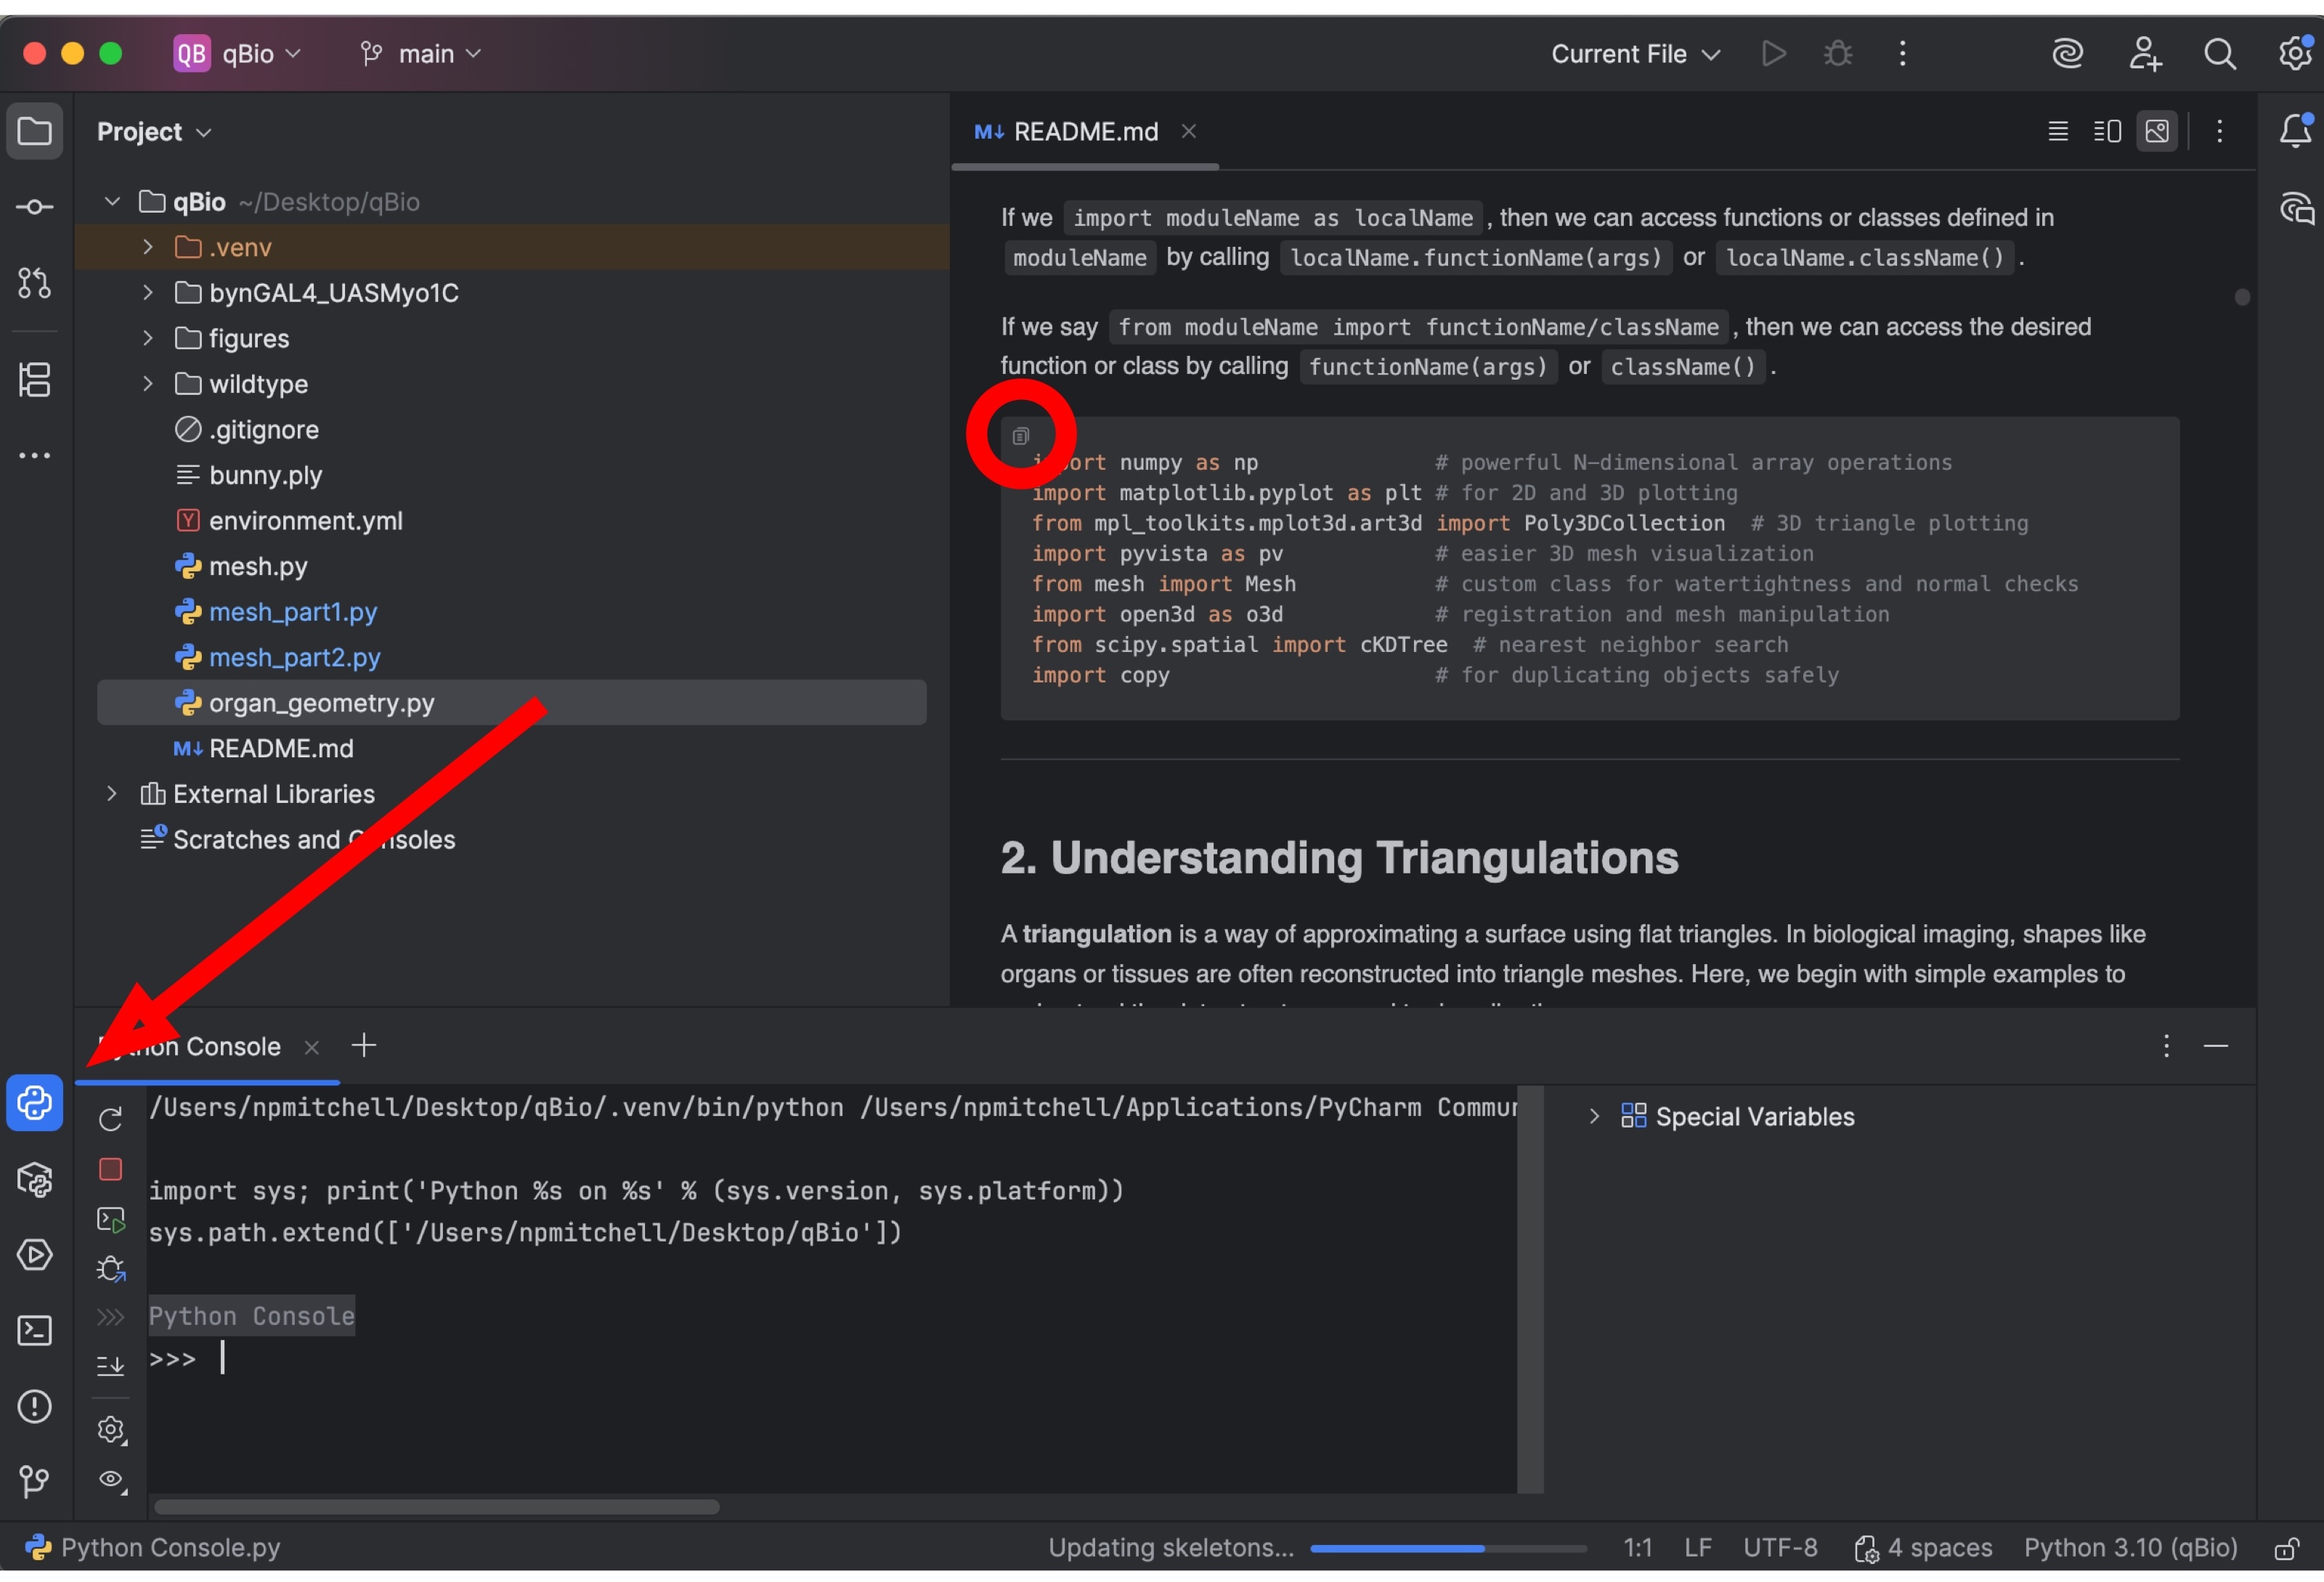 QB qBio main Current File
Project
README.md
qBio ~/Desktop/qBio
.venv
bynGAL4_UASMyo1C
figures
wildtype
.gitignore
bunny.ply
environment.yml
mesh.py
mesh_part1.py
mesh_part2.py
organ_geometry.py
M↓ README.md
External Libraries
Scratches and Consoles
If we import moduleName as localName , then we can access functions or classes defined in
moduleName by calling localName.functionName(args) or localName.className() .
If we say from moduleName import functionName/className , then we can access the desired
function or class by calling functionName(args) or className() .
import numpy as np # powerful N-dimensional array operations
import matplotlib.pyplot as plt # for 2D and 3D plotting
from mpl_toolkits.mplot3d.art3d import Poly3DCollection # 3D triangle plotting
import pyvista as pv # easier 3D mesh visualization
from mesh import Mesh # custom class for watertightness and normal checks
import open3d as o3d # registration and mesh manipulation
from scipy.spatial import cKDTree # nearest neighbor search
import copy # for duplicating objects safely
2. Understanding Triangulations
A triangulation is a way of approximating a surface using flat triangles. In biological imaging, shapes like
organs or tissues are often reconstructed into triangle meshes. Here, we begin with simple examples to
Python Console
/Users/npmitchell/Desktop/qBio/.venv/bin/python /Users/npmitchell/Applications/PyCharm Commu
import sys; print('Python %s on %s' % (sys.version, sys.platform))
sys.path.extend(['/Users/npmitchell/Desktop/qBio'])
Python Console
>>>
Special Variables
Python Console.py Updating skeletons... 1:1 LF UTF-8 4 spaces Python 3.10 (qBio)